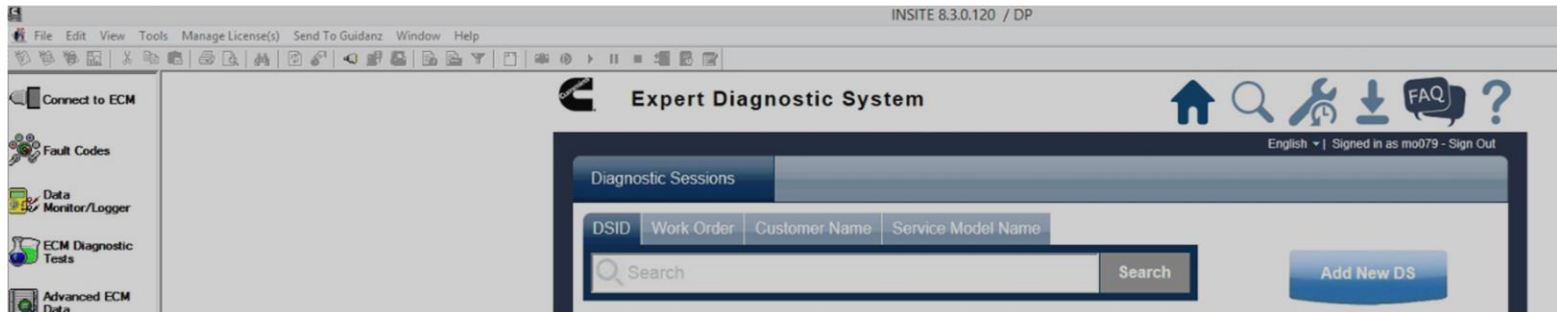 INSITE 8.3.0.120 / DP
File Edit View Tools Manage License(s) Send To Guidanz Window Help
Connect to ECM
Expert Diagnostic System
FAQ
?
English | Signed in as mo079 - Sign Out
Fault Codes
Diagnostic Sessions
Data
Monitor/Logger
DSID Work Order Customer Name Service Model Name
ECM Diagnostic
Tests
Search Search
Add New DS
Advanced ECM
Data